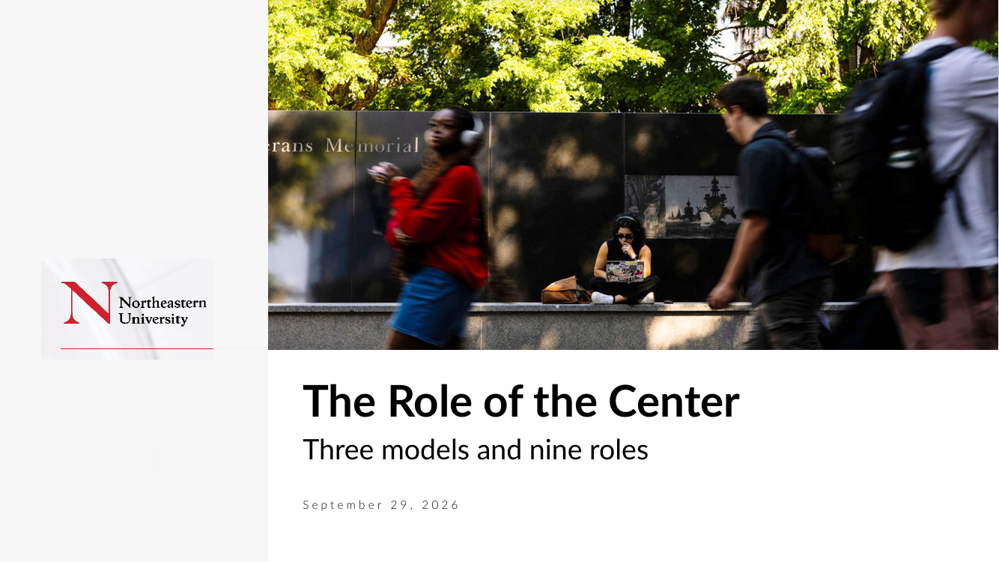 erans Memorial
Northeastern
University
The Role of the Center
Three models and nine roles
September 29, 2026